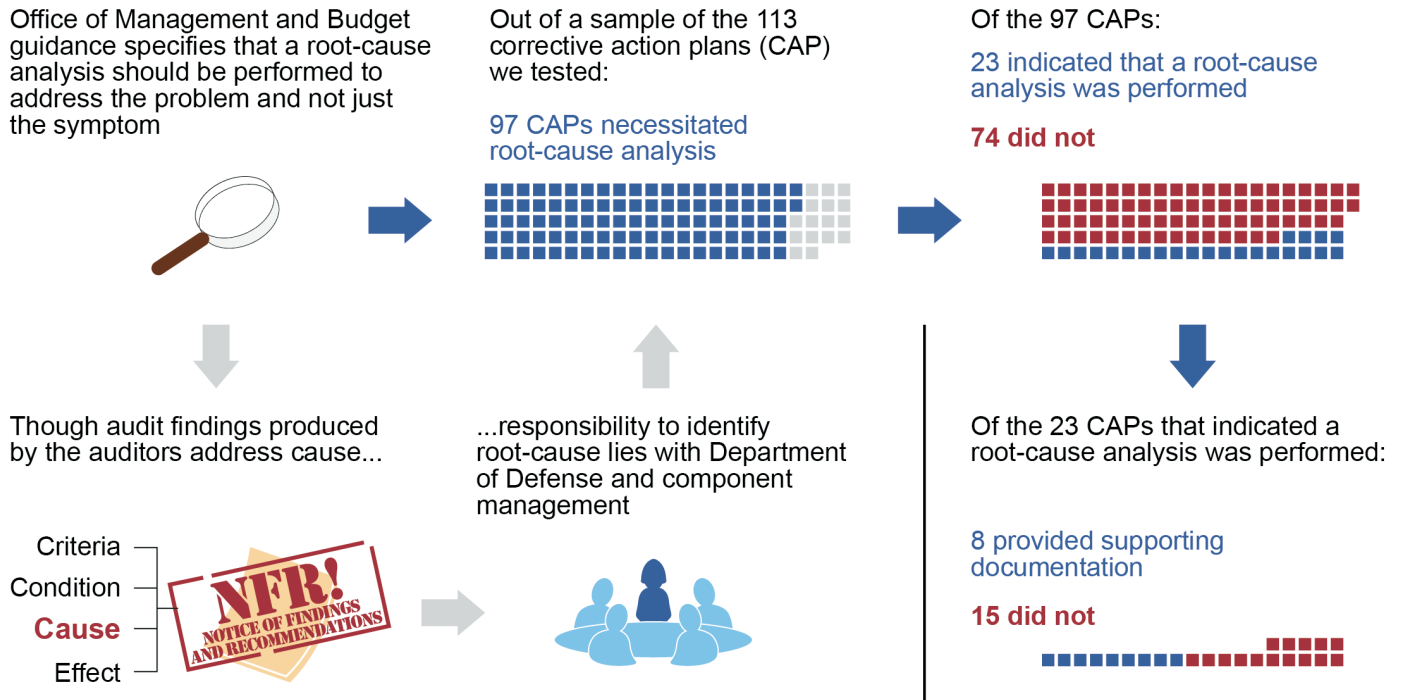 Office of Management and Budget
guidance specifies that a root-cause
analysis should be performed to
address the problem and not just
the symptom
Out of a sample of the 113
corrective action plans (CAP)
we tested:
97 CAPs necessitated
root-cause analysis
Of the 97 CAPs:
23 indicated that a root-cause
analysis was performed
74 did not
Though audit findings produced
by the auditors address cause...
Criteria
Condition
Cause
Effect
NFR!
NOTICE OF FINDINGS
AND RECOMMENDATIONS
...responsibility to identify
root-cause lies with Department
of Defense and component
management
Of the 23 CAPs that indicated a
root-cause analysis was performed:
8 provided supporting
documentation
15 did not